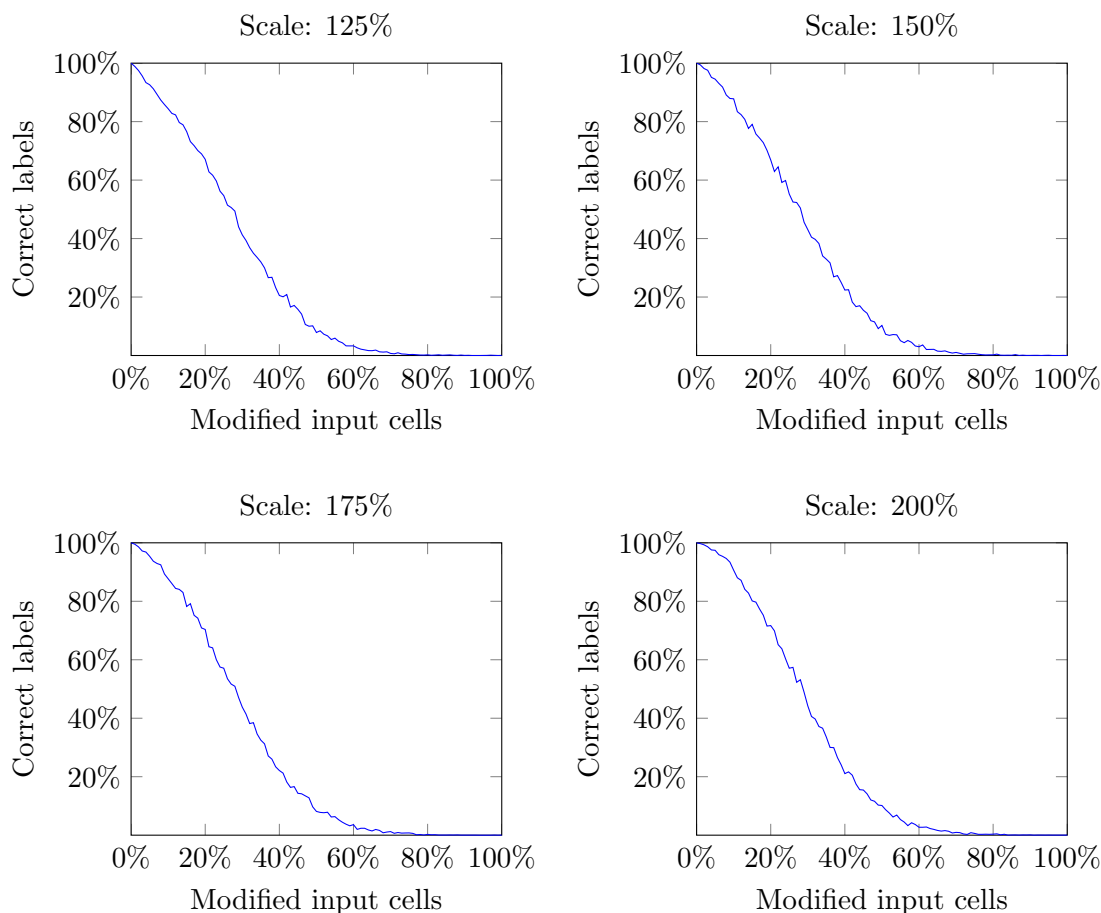 Scale: 125%
100%
80%
60%
40%
20%
Correct labels
0% 20% 40% 60% 80% 100%
Modified input cells
Scale: 150%
100%
80%
60%
40%
20%
Correct labels
0% 20% 40% 60% 80% 100%
Modified input cells
Scale: 175%
100%
80%
60%
40%
20%
Correct labels
0% 20% 40% 60% 80% 100%
Modified input cells
Scale: 200%
100%
80%
60%
40%
20%
Correct labels
0% 20% 40% 60% 80% 100%
Modified input cells